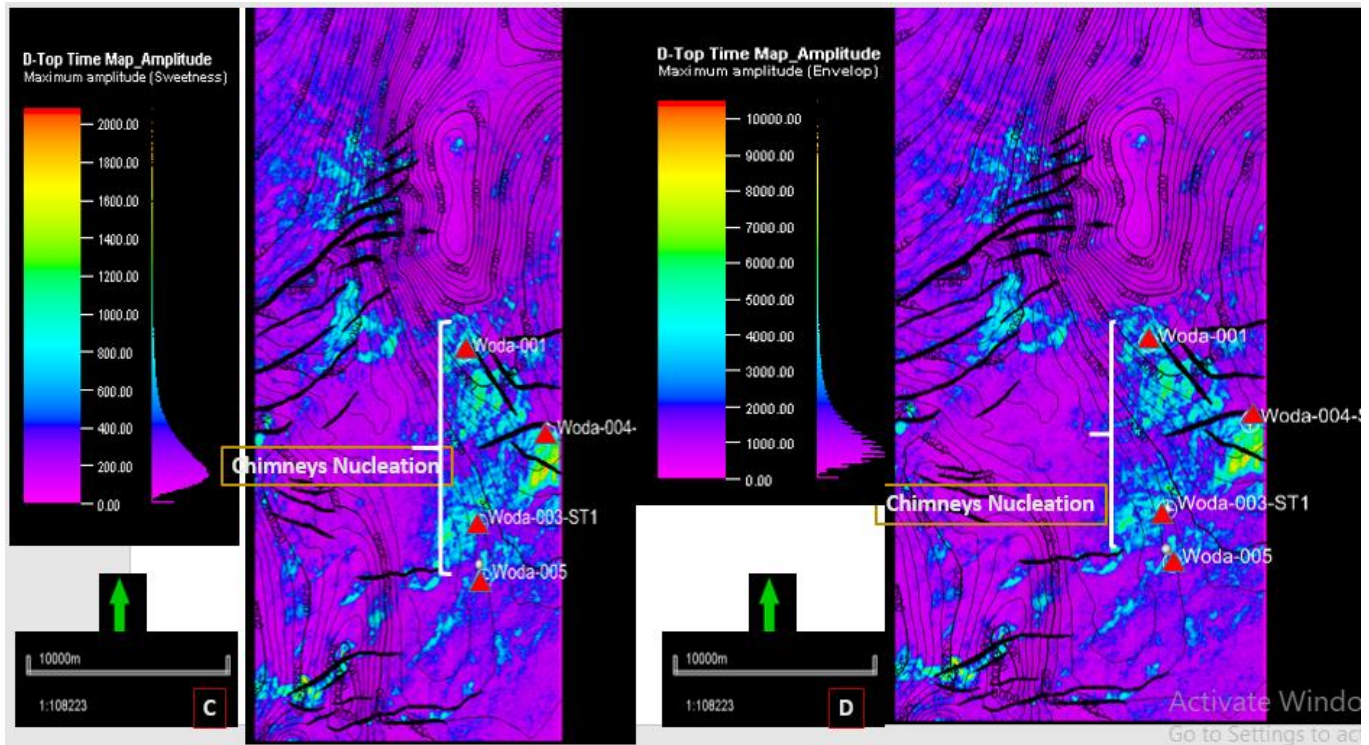 D-Top Time Map_Amplitude
Maximum amplitude (Sweetness)
2000.00
1800.00
1600.00
1400.00
1200.00
1000.00
800.00
600.00
400.00
200.00
0.00
10000m
1:108223
C
Woda-001
Woda-004-
Chimneys Nucleation
Woda-003-ST1
Woda-005
D-Top Time Map_Amplitude
Maximum amplitude (Envelop)
10000.00
9000.00
8000.00
7000.00
6000.00
5000.00
4000.00
3000.00
2000.00
1000.00
0.00
10000m
1:108223
D
Woda-001
Woda-004-S
Chimneys Nucleation
Woda-003-ST1
Woda-005
Activate Windo
Go to Settings to ac